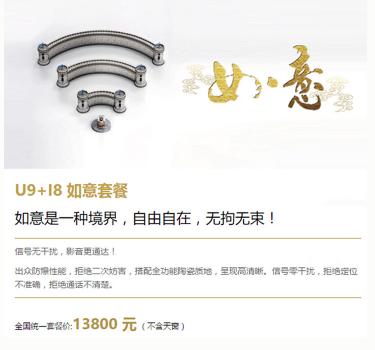 如意
U9+I8 如意套餐
如意是一种境界，自由自在，无拘无束！
信号无干扰，影音更通达！
出众防爆性能，拒绝二次妨害，搭配全功能陶瓷质地，呈现高清晰。信号零干扰，拒绝定位
不准确，拒绝通话不清楚。
全国统一套餐价:13800 元（ 不含天窗 ）